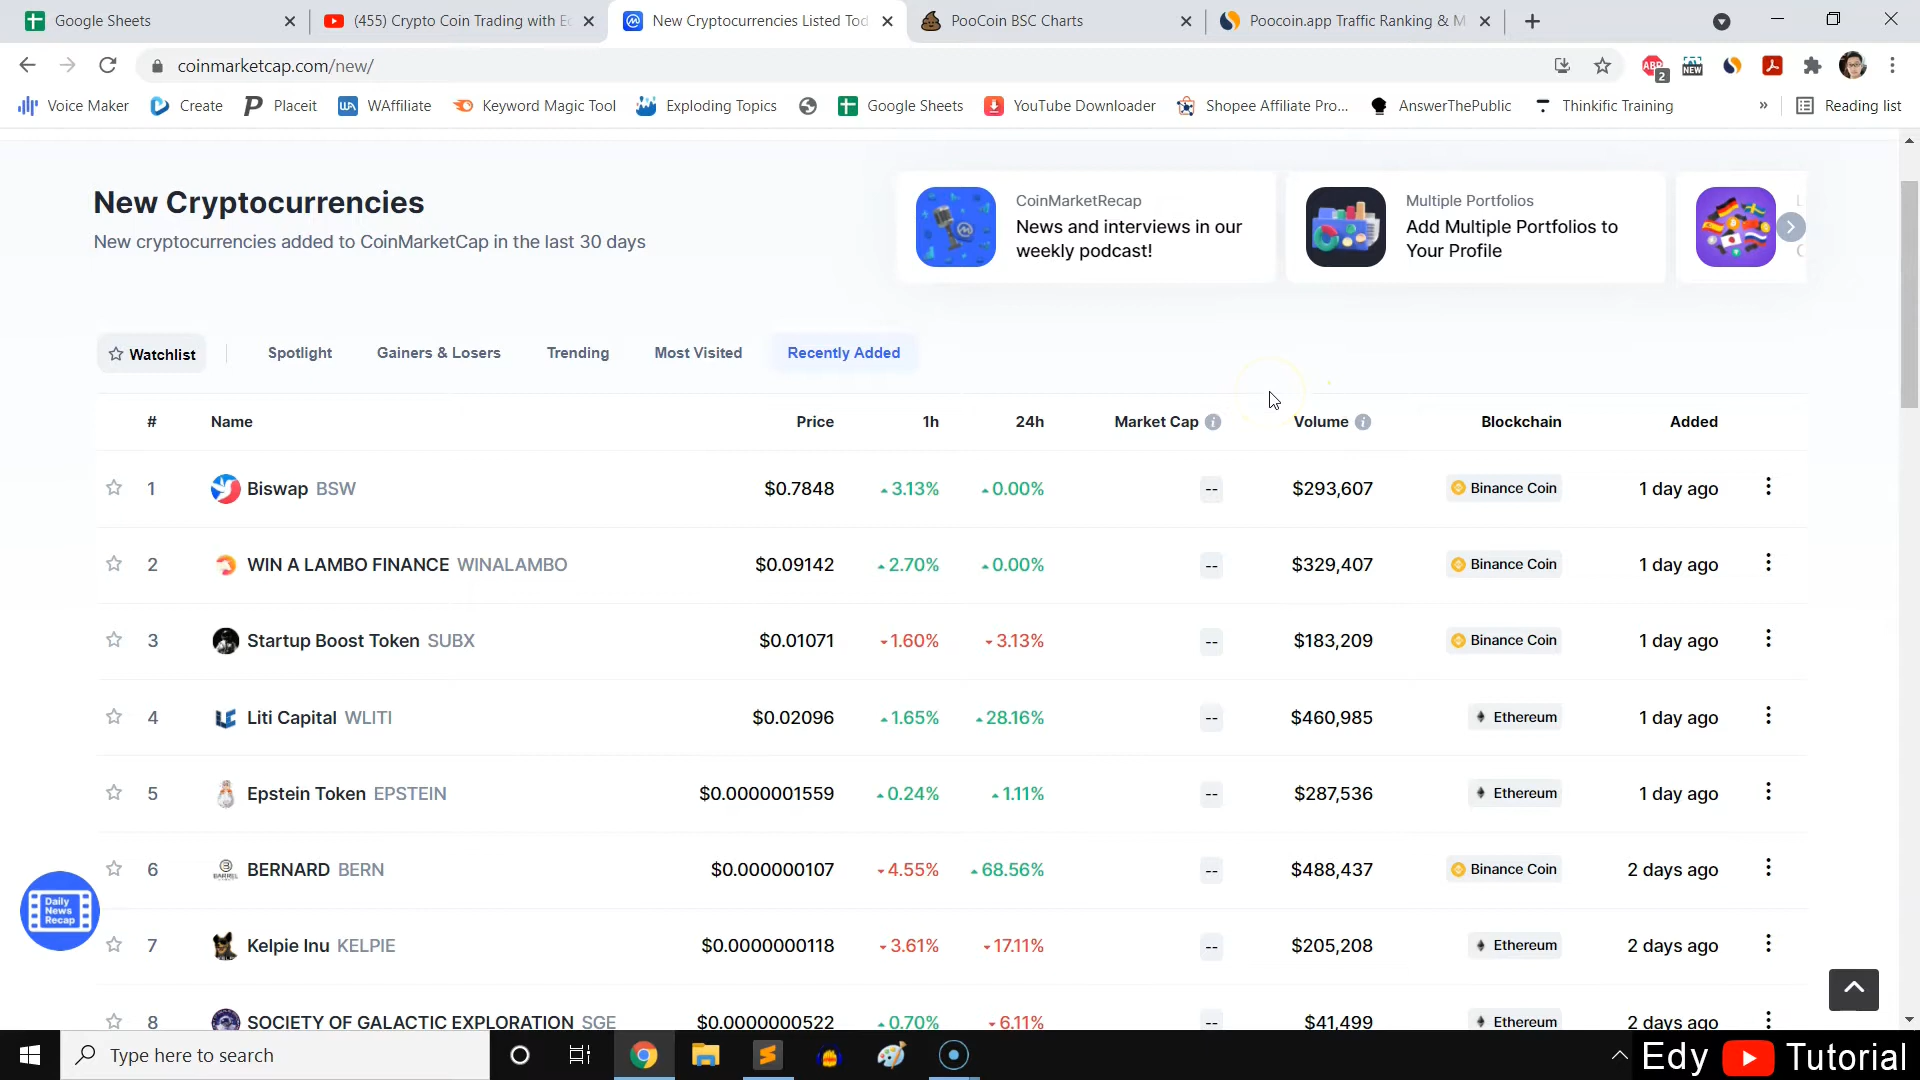 Google Sheets
(455) Crypto Coin Trading with E
New Cryptocurrencies Listed Tod
PooCoin BSC Charts
Poocoin.app Traffic Ranking & M
coinmarketcap.com/new/
ABP
2
NEW
Voice Maker
Create
Placeit
WAffiliate
Keyword Magic Tool
Exploding Topics
Google Sheets
YouTube Downloader
Shopee Affiliate Pro...
AnswerThePublic
Thinkific Training
»
Reading list
New Cryptocurrencies
New cryptocurrencies added to CoinMarketCap in the last 30 days
CoinMarketRecap
News and interviews in our
weekly podcast!
Multiple Portfolios
Add Multiple Portfolios to
Your Profile
Watchlist
Spotlight
Gainers & Losers
Trending
Most Visited
Recently Added
# Name Price 1h 24h Market Cap Volume Blockchain Added
1 Biswap BSW $0.7848 3.13% 0.00% -- $293,607 Binance Coin 1 day ago
2 WIN A LAMBO FINANCE WINALAMBO $0.09142 2.70% 0.00% -- $329,407 Binance Coin 1 day ago
3 Startup Boost Token SUBX $0.01071 1.60% 3.13% -- $183,209 Binance Coin 1 day ago
4 Liti Capital WLITI $0.02096 1.65% 28.16% -- $460,985 Ethereum 1 day ago
5 Epstein Token EPSTEIN $0.0000001559 0.24% 1.11% -- $287,536 Ethereum 1 day ago
6 BERNARD BERN $0.000000107 4.55% 68.56% -- $488,437 Binance Coin 2 days ago
7 Kelpie Inu KELPIE $0.0000000118 3.61% 17.11% -- $205,208 Ethereum 2 days ago
8 SOCIETY OF GALACTIC EXPLORATION SGE $0.0000000522 0.70% 6.11% -- $41,499 Ethereum 2 days ago
Daily
News
Recap
Type here to search
Edy Tutorial